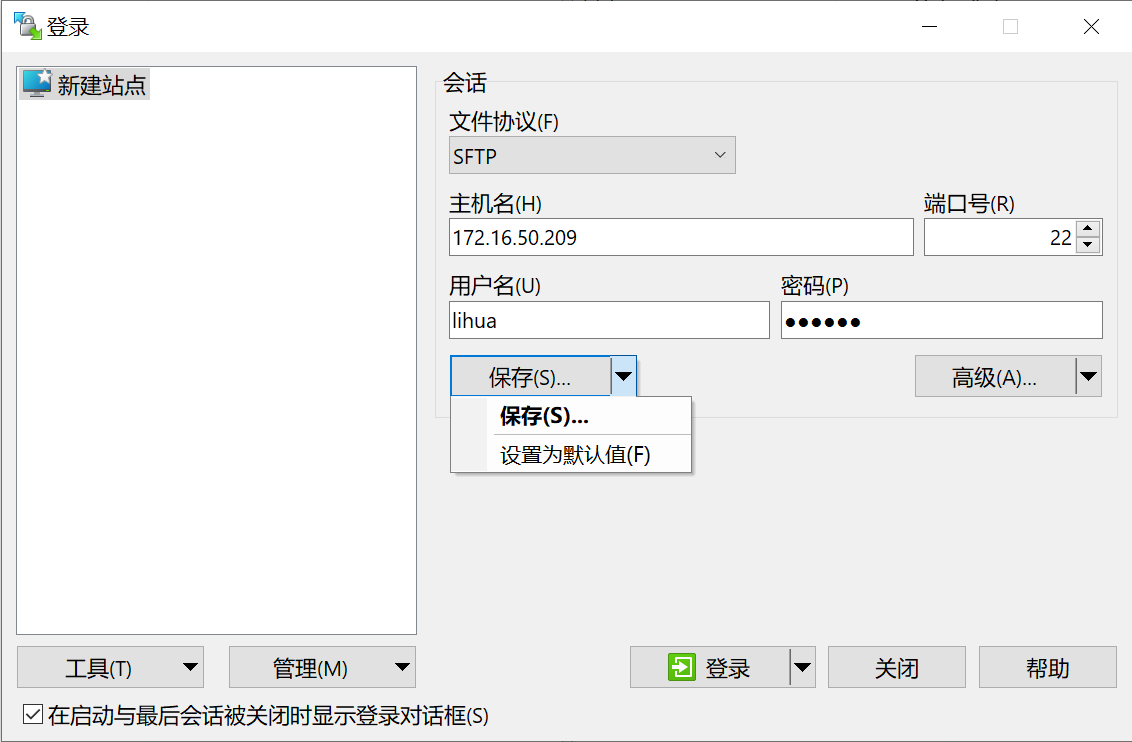 登录
新建站点
会话
文件协议(F)
SFTP
主机名(H)
端口号(R)
172.16.50.209
22
用户名(U)
密码(P)
lihua
●●●●●●
保存(S)...
高级(A)...
保存(S)...
设置为默认值(F)
工具(T)
管理(M)
登录
关闭
帮助
在启动与最后会话被关闭时显示登录对话框(S)